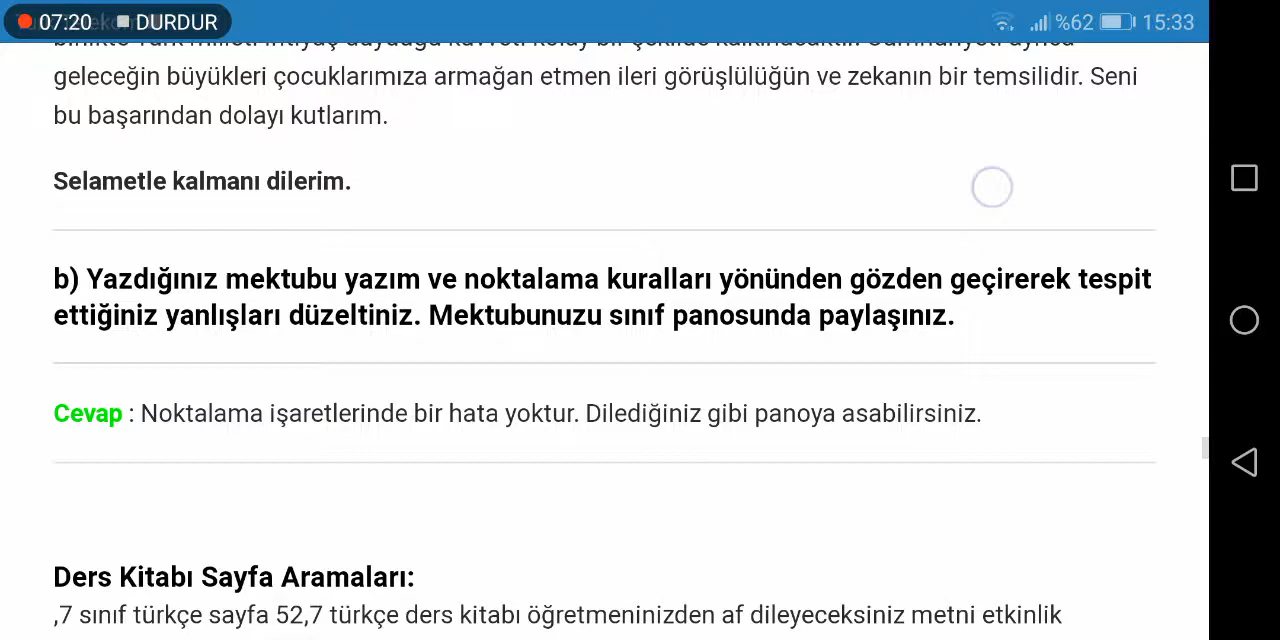 07:20 DURDUR %62 15:33
geleceğin büyükleri çocuklarımıza armağan etmen ileri görüşlülüğün ve zekanın bir temsilidir. Seni
bu başarından dolayı kutlarım.
Selametle kalmanı dilerim.
b) Yazdığınız mektubu yazım ve noktalama kuralları yönünden gözden geçirerek tespit
ettiğiniz yanlışları düzeltiniz. Mektubunuzu sınıf panosunda paylaşınız.
Cevap : Noktalama işaretlerinde bir hata yoktur. Dilediğiniz gibi panoya asabilirsiniz.
Ders Kitabı Sayfa Aramaları:
,7 sınıf türkçe sayfa 52,7 türkçe ders kitabı öğretmeninizden af dileyeceksiniz metni etkinlik